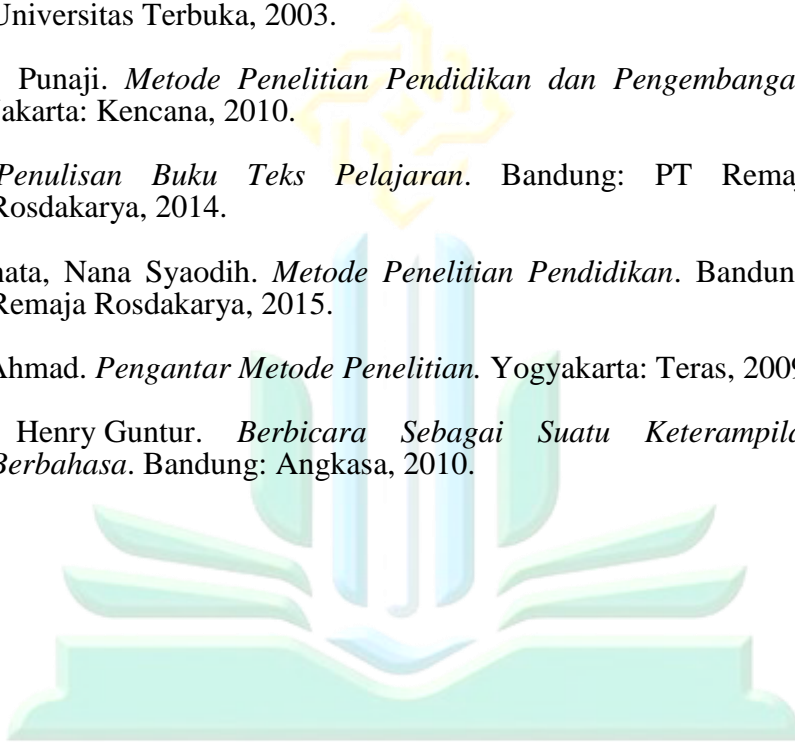 Universitas Terbuka, 2003.
Punaji. Metode Penelitian Pendidikan dan Pengembanga
akarta: Kencana, 2010.
Penulisan Buku Teks Pelajaran. Bandung: PT Remaj
Rosdakarya, 2014.
nata, Nana Syaodih. Metode Penelitian Pendidikan. Bandun
Remaja Rosdakarya, 2015.
Ahmad. Pengantar Metode Penelitian. Yogyakarta: Teras, 2009
Henry Guntur. Berbicara Sebagai Suatu Keterampila
Berbahasa. Bandung: Angkasa, 2010.